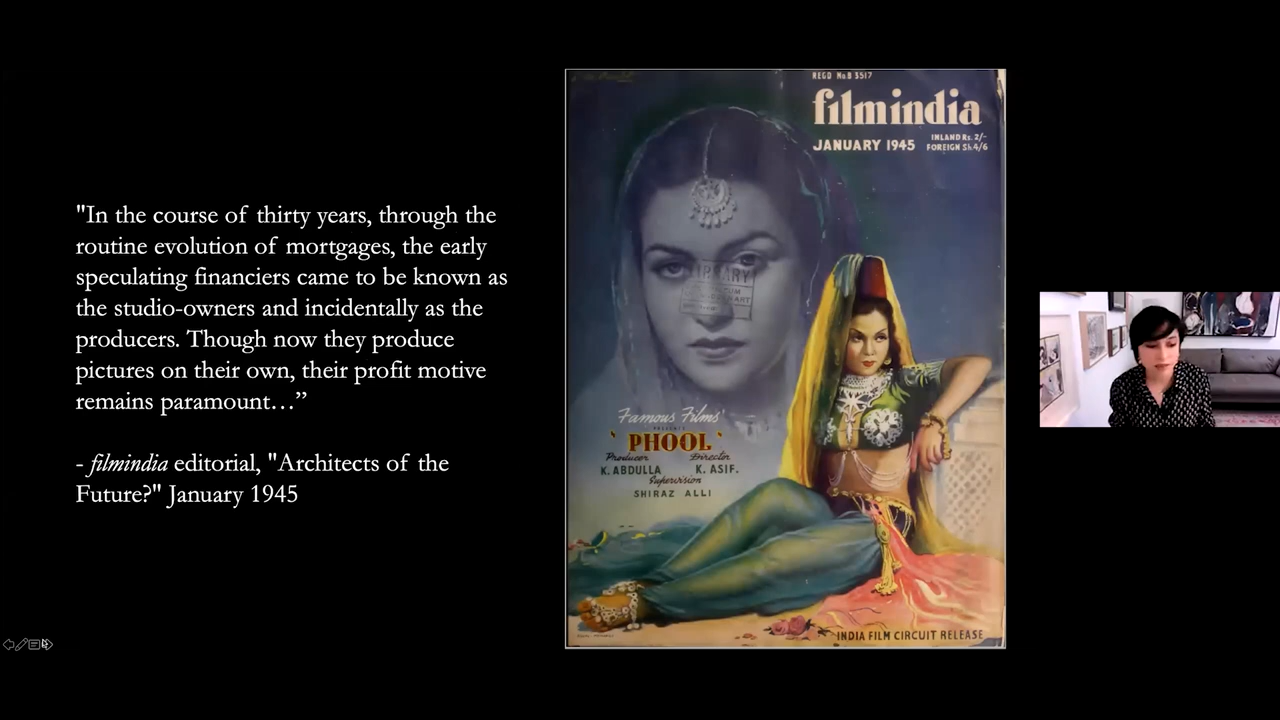 "In the course of thirty years, through the
routine evolution of mortgages, the early
speculating financiers came to be known as
the studio-owners and incidentally as the
producers. Though now they produce
pictures on their own, their profit motive
remains paramount…”
- filmindia editorial, "Architects of the
Future?" January 1945
REGD No.B 3517
filmindia
JANUARY 1945
INLAND Rs. 2/-
FOREIGN Sh.4/6
LIBRARY
Famous Films'
PRESENTS
'PHOOL'
Producer Director
K. ABDULLA K. ASIF.
Supervision
SHIRAZ ALLI
INDIA FILM CIRCUIT RELEASE